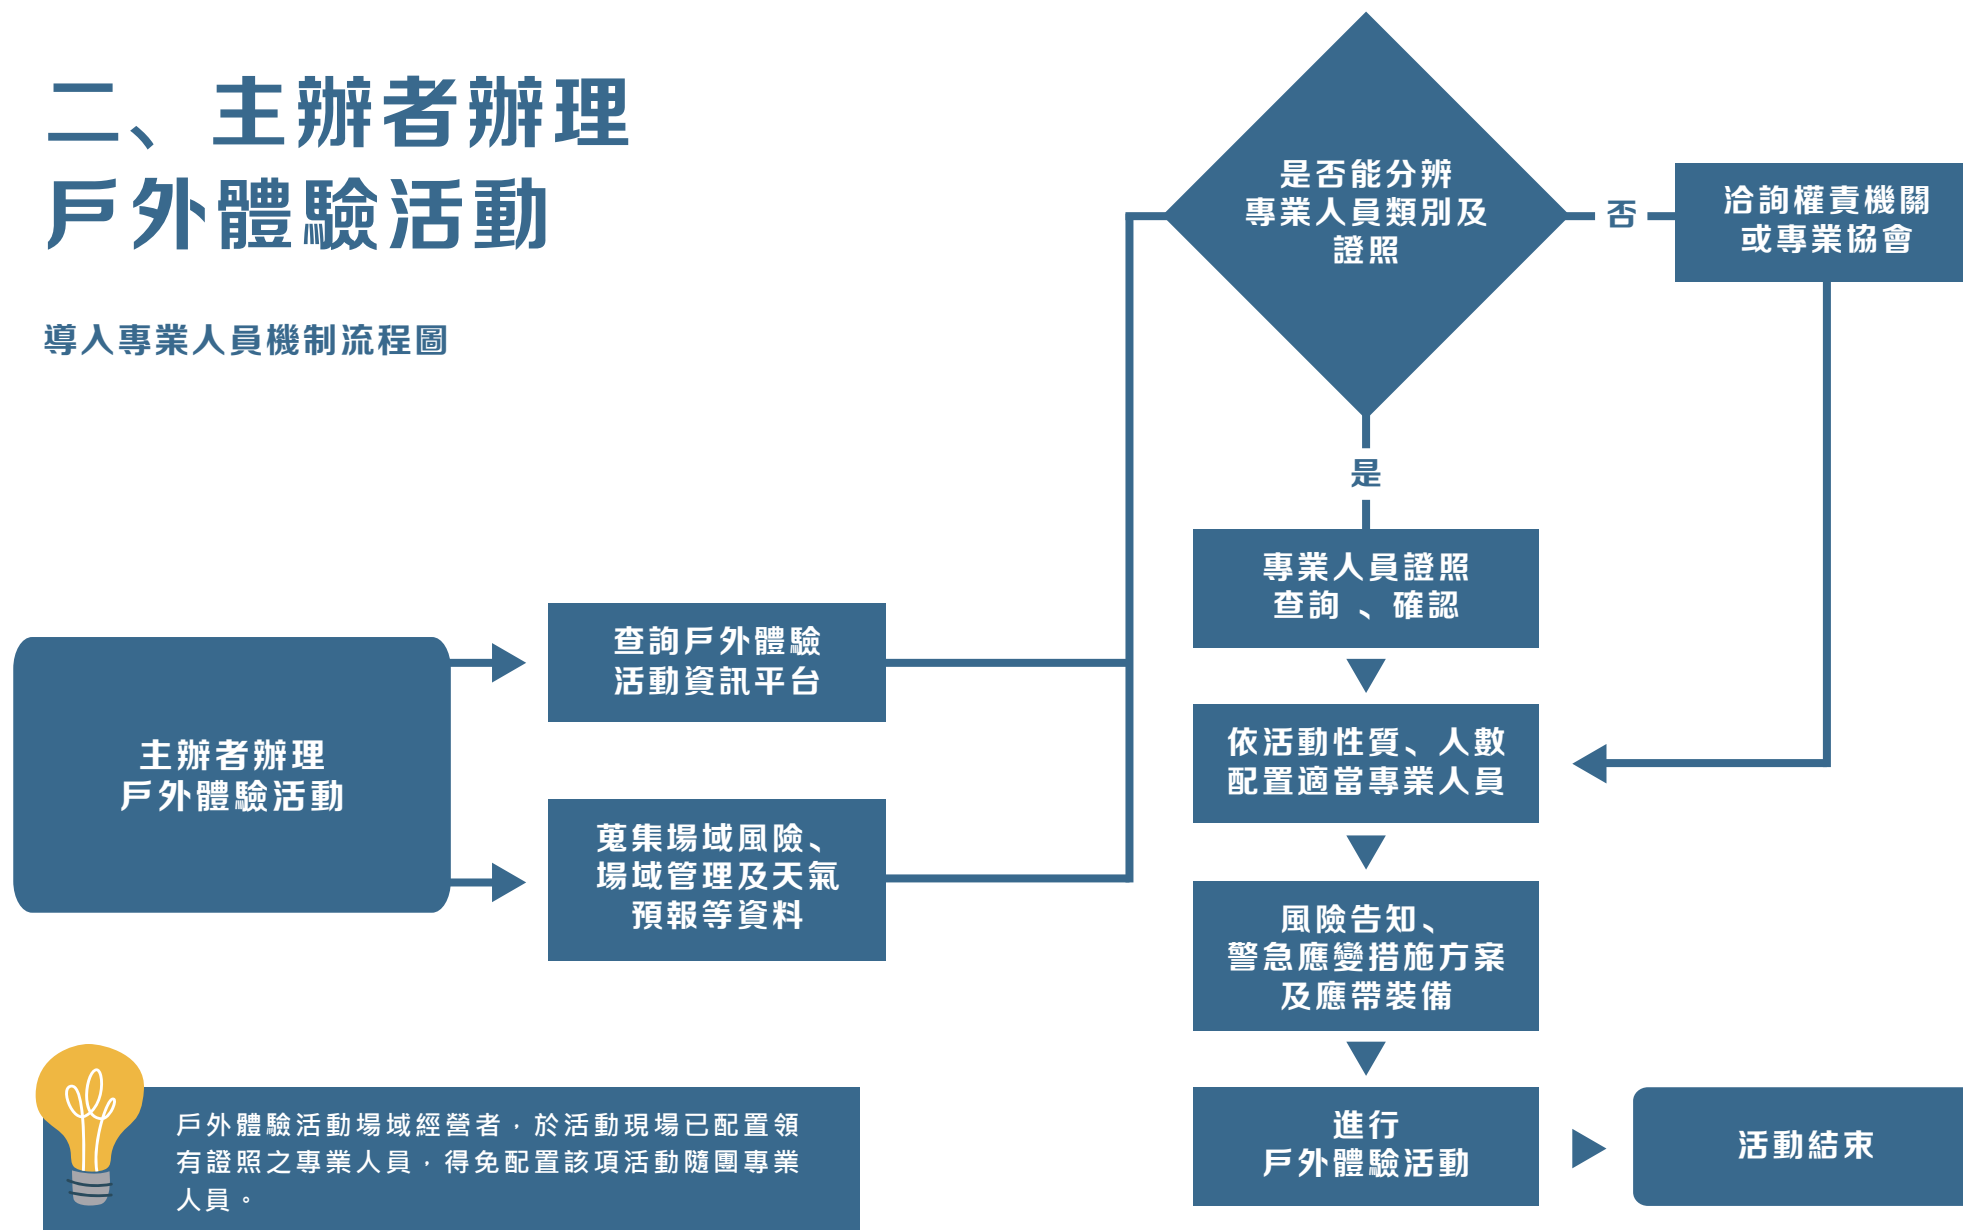 二、主辦者辦理
戶外體驗活動
導入專業人員機制流程圖
主辦者辦理
戶外體驗活動
查詢戶外體驗
活動資訊平台
蒐集場域風險、
場域管理及天氣
預報等資料
是否能分辨
專業人員類別及
證照
否
洽詢權責機關
或專業協會
是
專業人員證照
查詢 、確認
依活動性質、人數
配置適當專業人員
風險告知、
警急應變措施方案
及應帶裝備
進行
戶外體驗活動
活動結束
戶外體驗活動場域經營者，於活動現場已配置領
有證照之專業人員，得免配置該項活動隨團專業
人員。